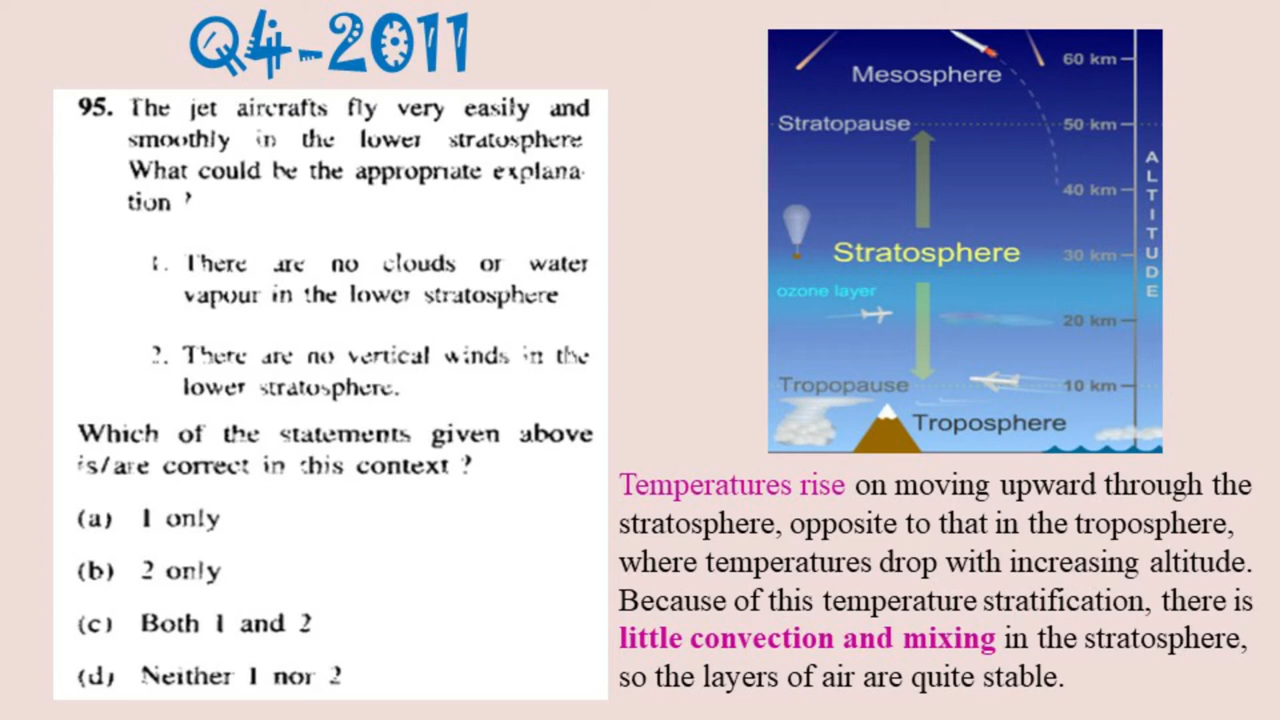 Q4-2011
95. The jet aircrafts fly very easily and
smoothly in the lower stratosphere
What could be the appropriate explana-
tion ?
1. There are no clouds or water
vapour in the lower stratosphere
2. There are no vertical winds in the
lower stratosphere.
Which of the statements given above
is/are correct in this context ?
(a) 1 only
(b) 2 only
(c) Both 1 and 2
(d) Neither 1 nor 2
60 km
Mesosphere
Stratopause
50 km
40 km
Stratosphere
30 km
ozone layer
20 km
Tropopause
10 km
Troposphere
ALTITUDE
Temperatures rise on moving upward through the
stratosphere, opposite to that in the troposphere,
where temperatures drop with increasing altitude.
Because of this temperature stratification, there is
little convection and mixing in the stratosphere,
so the layers of air are quite stable.